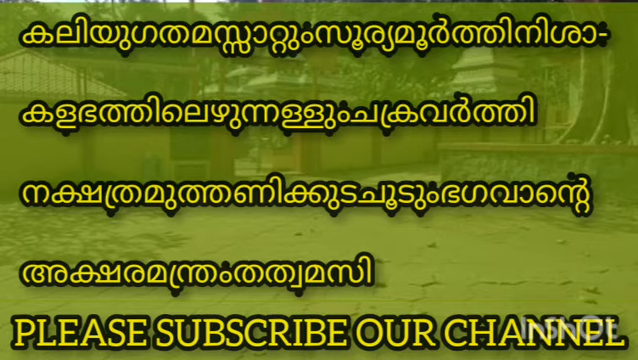 കലിയുഗതമസ്സാറ്റുംസൂര്യമൂർത്തിനിശാ-
കളഭത്തിലെഴുന്നള്ളുംചക്രവർത്തി
നക്ഷത്രമുത്തണിക്കുടചൂടുംഭഗവാന്റെ
അക്ഷരമന്ത്രംതത്വമസി
PLEASE SUBSCRIBE OUR CHANNEL
InShOT